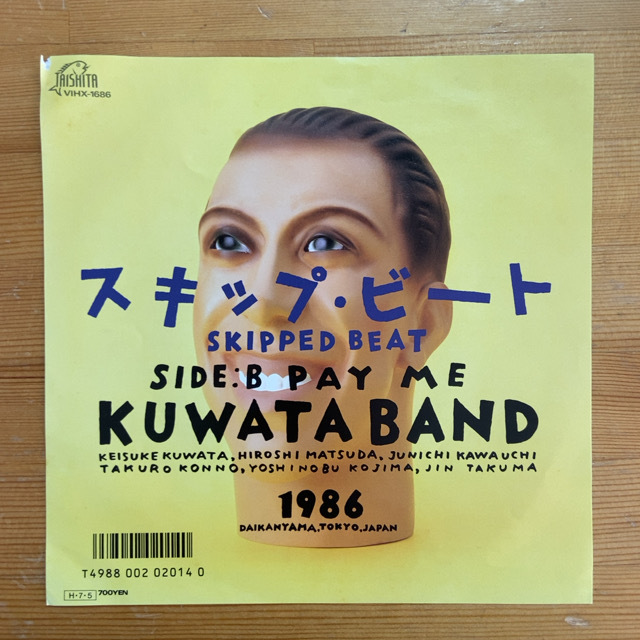 TAISHITA
VIHX-1686
スキップ・ビート
SKIPPED BEAT
SIDE:B PAY ME
KUWATA BAND
KEISUKE KUWATA, HIROSHI MATSUDA, JUNICHI KAWAUCHI
TAKURO KONNO, YOSHINOBU KOJIMA, JIN TAKUMA
1986
DAIKANYAMA, TOKYO, JAPAN
T4988 002 02014 0
H・7・5 700YEN